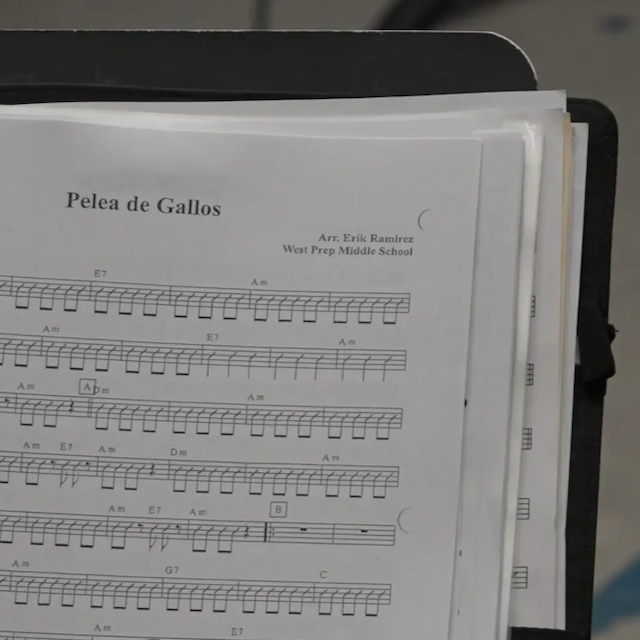 Pelea de Gallos
Arr. Erik Ramirez
West Prep Middle School
E7 Am
Am E7 Am
Am A Dm Am
Am E7 Am Dm Am
Am E7 Am B
Am G7 C
Am E7